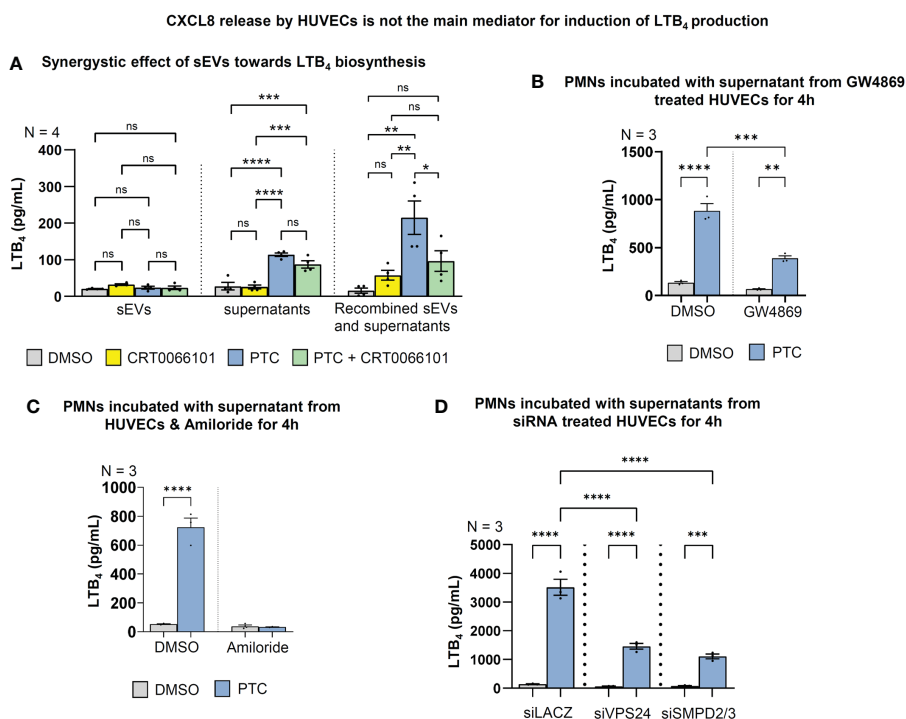 CXCL8 release by HUVECs is not the main mediator for induction of LTB4 production
A Synergystic effect of sEVs towards LTB4 biosynthesis
N = 4
LTB4 (pg/mL)
400
300
200
100
0
ns
ns
ns
ns
ns
ns
***
***
****
****
ns
ns
ns
ns
**
**
ns
*
sEVs
supernatants
Recombined sEVs
and supernatants
DMSO CRT0066101 PTC PTC + CRT0066101
B PMNs incubated with supernatant from GW4869
treated HUVECs for 4h
N = 3
LTB4 (pg/mL)
1500
1000
500
0
***
**** **
DMSO GW4869
DMSO PTC
C PMNs incubated with supernatant from
HUVECs & Amiloride for 4h
N = 3
LTB4 (pg/mL)
1000
800
600
400
200
0
****
DMSO Amiloride
DMSO PTC
D PMNs incubated with supernatants from
siRNA treated HUVECs for 4h
N = 3
LTB4 (pg/mL)
5000
4000
3000
2000
1000
0
****
****
**** **** ***
siLACZ siVPS24 siSMPD2/3